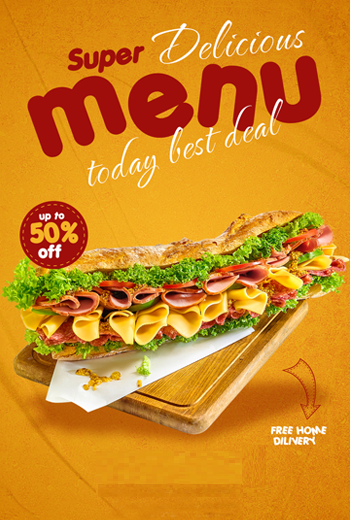 Super Delicious
menu
today best deal
up to
50%
off
FREE HOME
DILIVERY